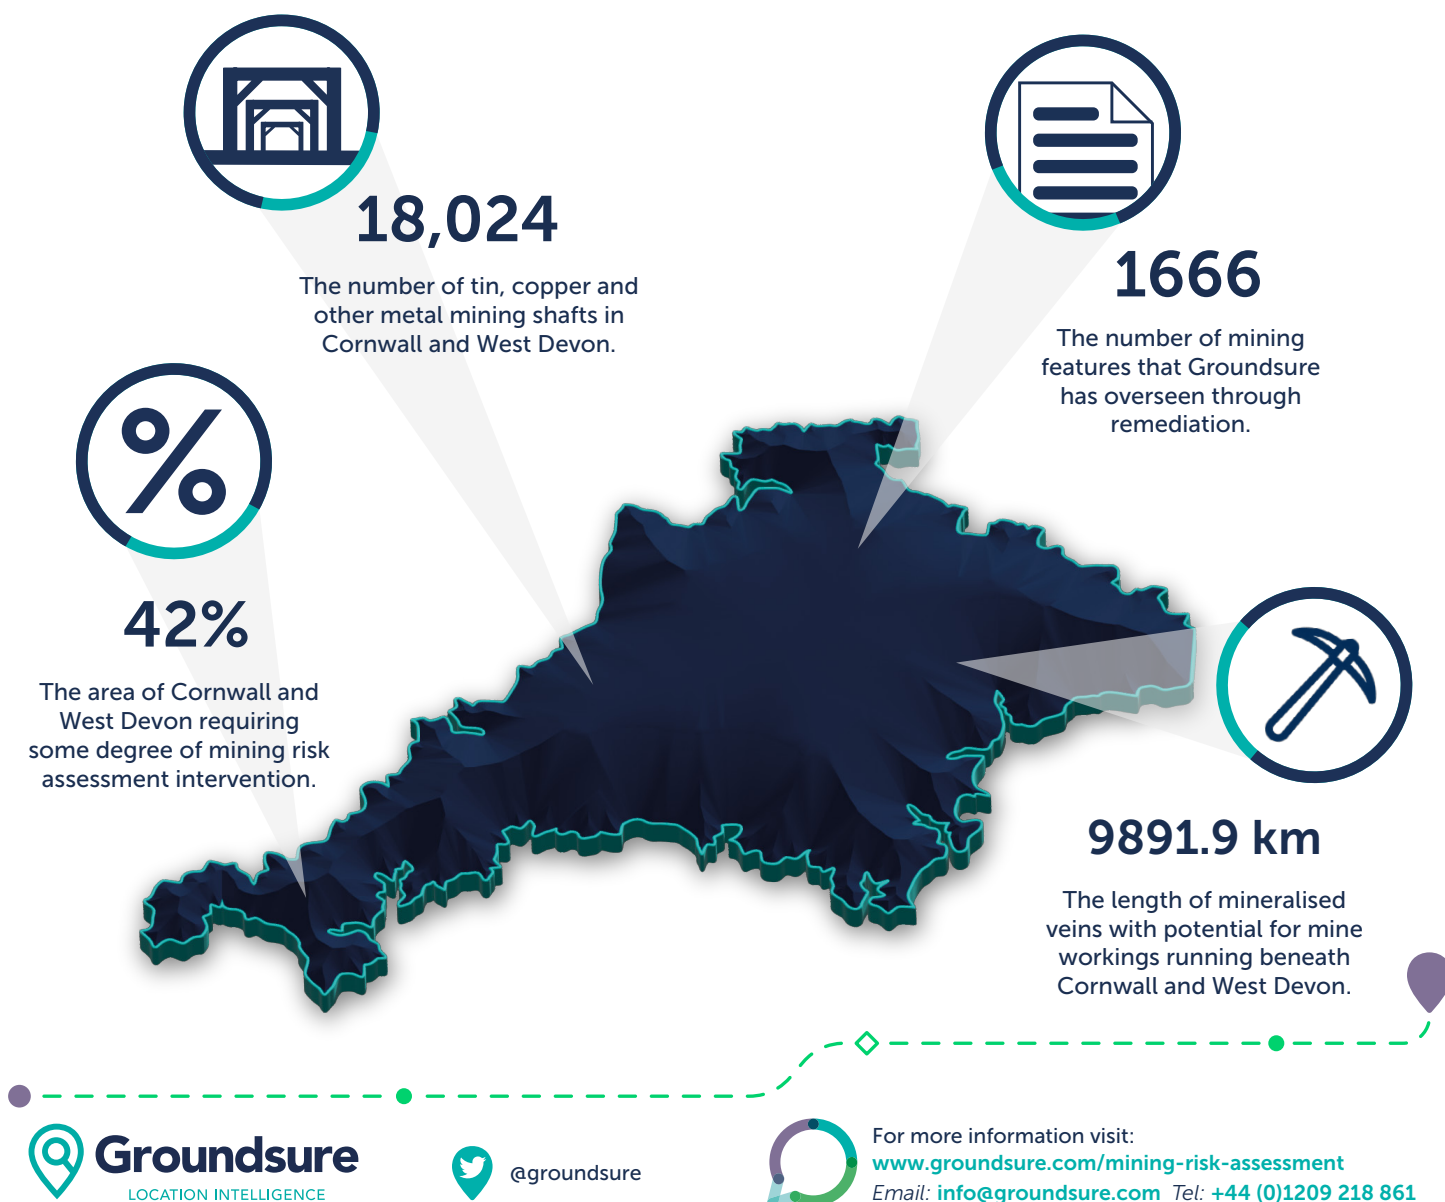 18,024
The number of tin, copper and
other metal mining shafts in
Cornwall and West Devon.
1666
The number of mining
features that Groundsure
has overseen through
remediation.
%
42%
The area of Cornwall and
West Devon requiring
some degree of mining risk
assessment intervention.
9891.9 km
The length of mineralised
veins with potential for mine
workings running beneath
Cornwall and West Devon.
Groundsure
LOCATION INTELLIGENCE
@groundsure
For more information visit:
www.groundsure.com/mining-risk-assessment
Email: info@groundsure.com Tel: +44 (0)1209 218 861